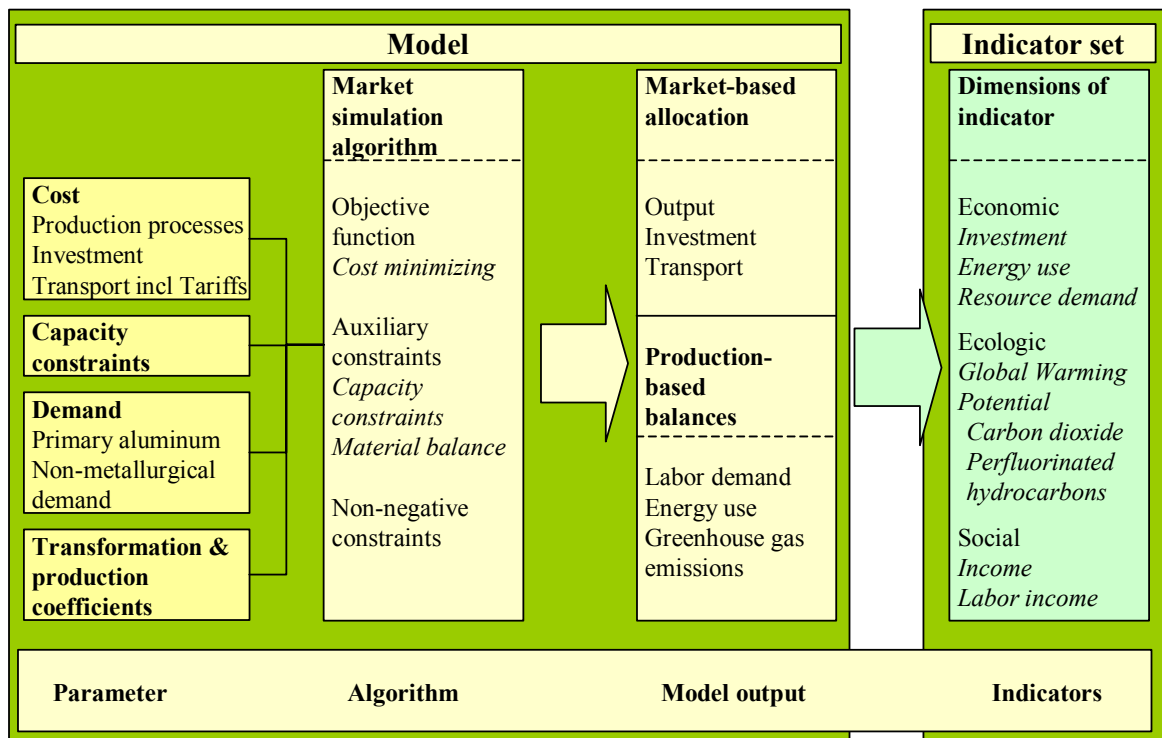 Model
Indicator set
Cost
Production processes
Investment
Transport incl Tariffs
Capacity
constraints
Demand
Primary aluminum
Non-metallurgical
demand
Transformation &
production
coefficients
Market
simulation
algorithm
Objective
function
Cost minimizing
Auxiliary
constraints
Capacity
constraints
Material balance
Non-negative
constraints
Market-based
allocation
Output
Investment
Transport
Production-
based
balances
Labor demand
Energy use
Greenhouse gas
emissions
Dimensions of
indicator
Economic
Investment
Energy use
Resource demand
Ecologic
Global Warming
Potential
Carbon dioxide
Perfluorinated
hydrocarbons
Social
Income
Labor income
Parameter
Algorithm
Model output
Indicators